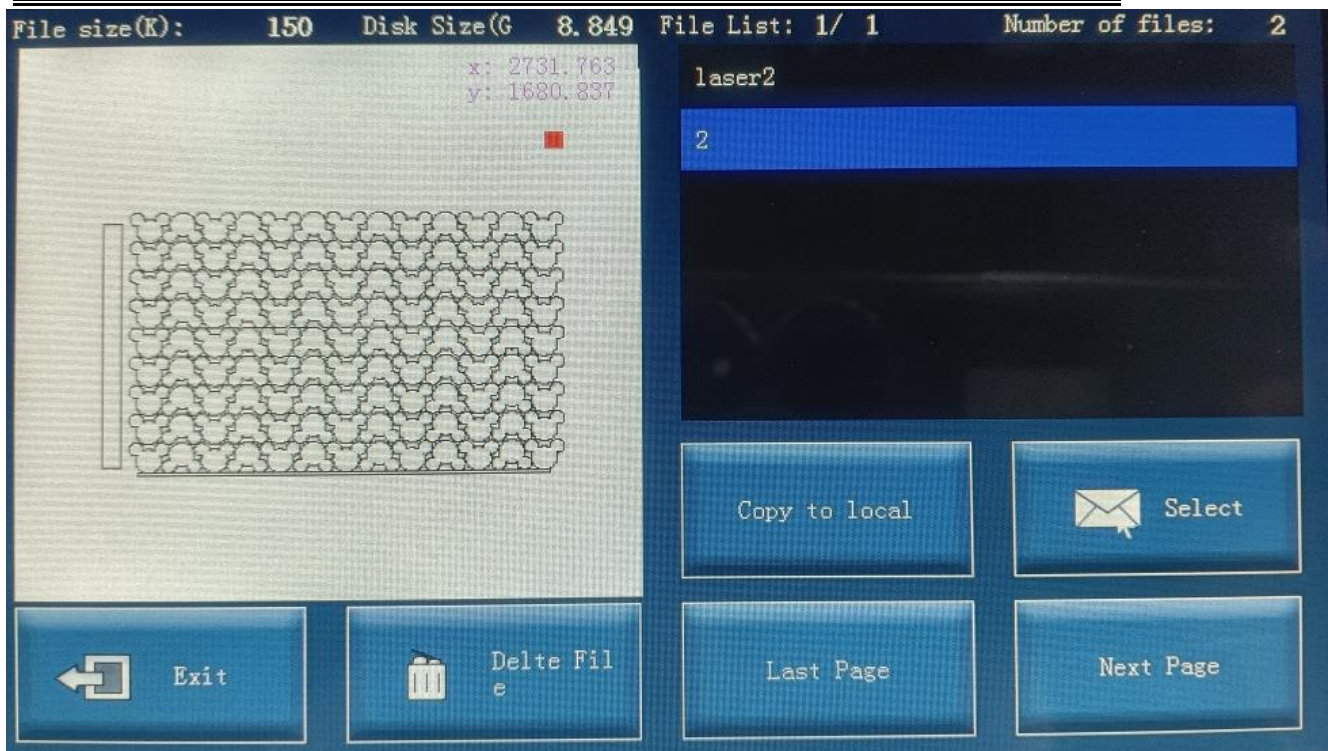 File size(K): 150 Disk Size(G 8.849 File List: 1/ 1 Number of files: 2
x: 2731.763
y: 1680.837
laser2
2
Copy to local
Select
Exit
Delte Fil
e
Last Page
Next Page